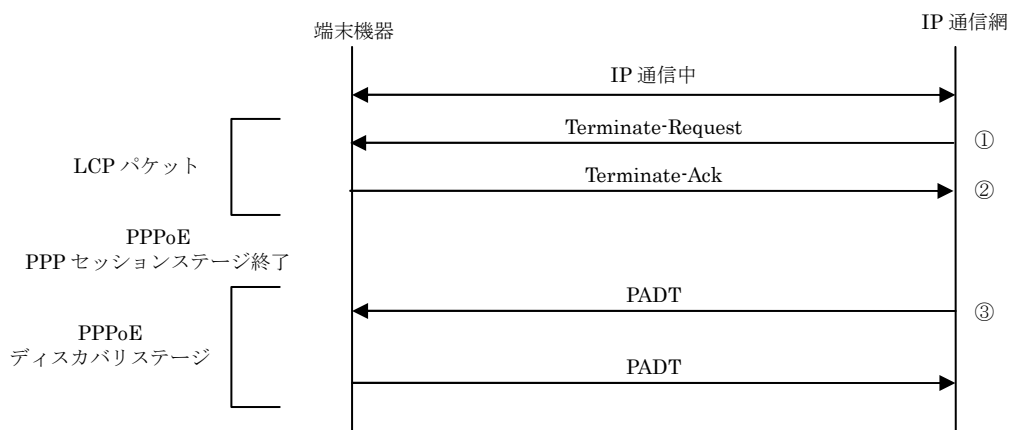 端末機器
IP 通信網
IP 通信中
Terminate-Request
①
LCP パケット
Terminate-Ack
②
PPPoE
PPP セッションステージ終了
PADT
③
PPPoE
ディスカバリステージ
PADT